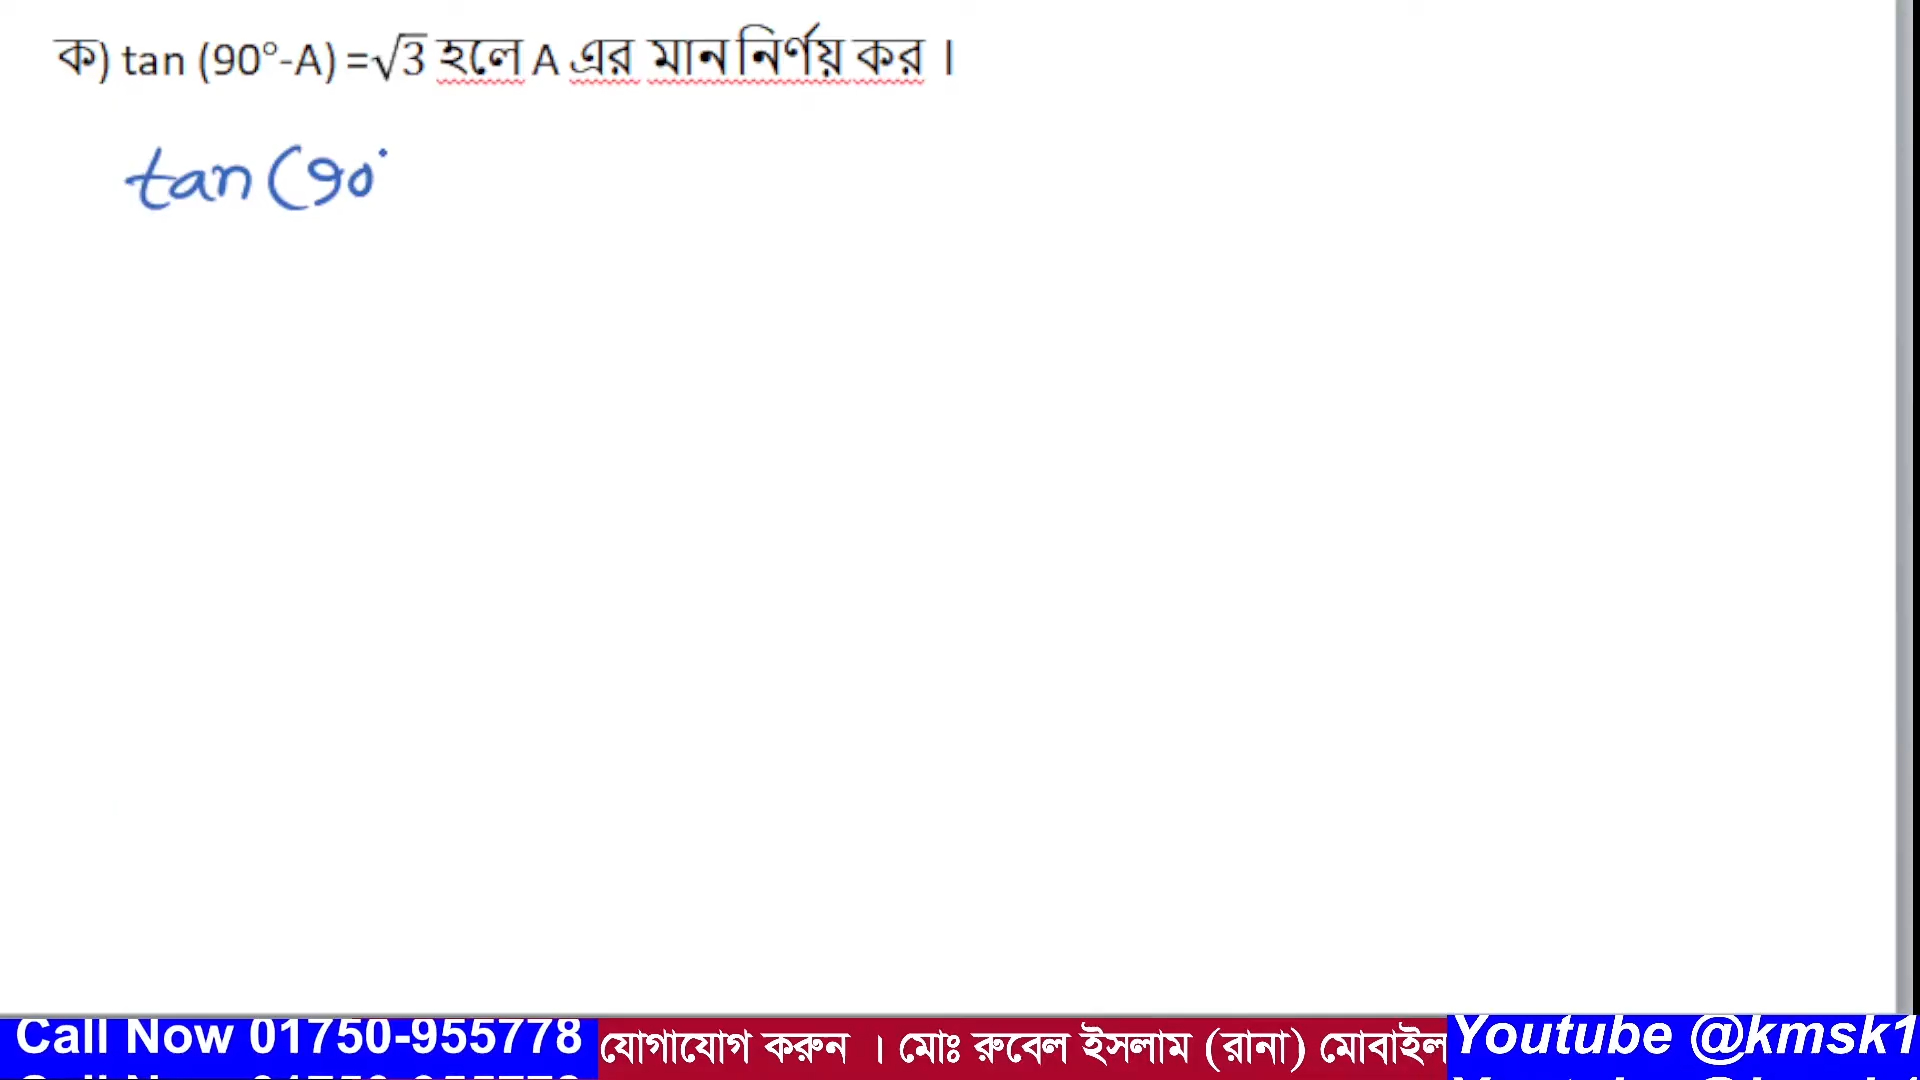 ক) tan (90°-A) =√3 হলে A এর মান নির্ণয় কর ।
tan (90°
Call Now 01750-955778 যোগাযোগ করুন । মোঃ রুবেল ইসলাম (রানা) মোবাইল Youtube @kmsk1